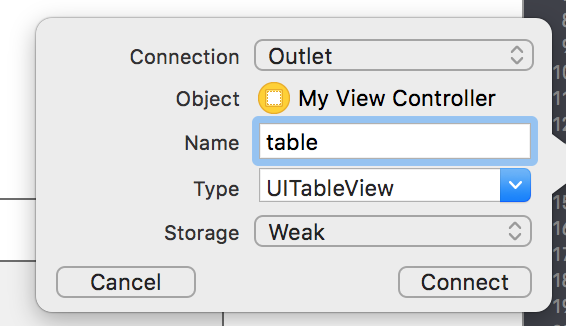 Connection Outlet
Object My View Controller
Name table
Type UITableView
Storage Weak
Cancel Connect